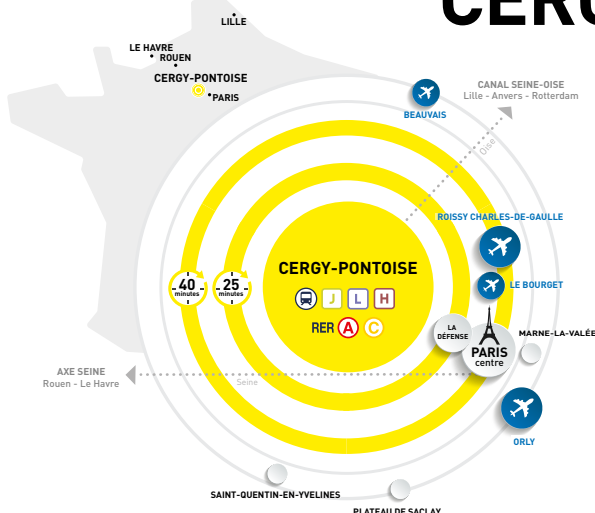 CERG
LILLE
LE HAVRE
ROUEN
CERGY-PONTOISE
PARIS
CANAL SEINE-OISE
Lille - Anvers - Rotterdam
BEAUVAIS
Oise
ROISSY CHARLES-DE-GAULLE
CERGY-PONTOISE
40
minutes
25
minutes
J L H
RER A C
LE BOURGET
LA
DÉFENSE
PARIS
centre
MARNE-LA-VALÉE
AXE SEINE
Rouen - Le Havre
Seine
ORLY
SAINT-QUENTIN-EN-YVELINES
PLATEAU DE SACLAY